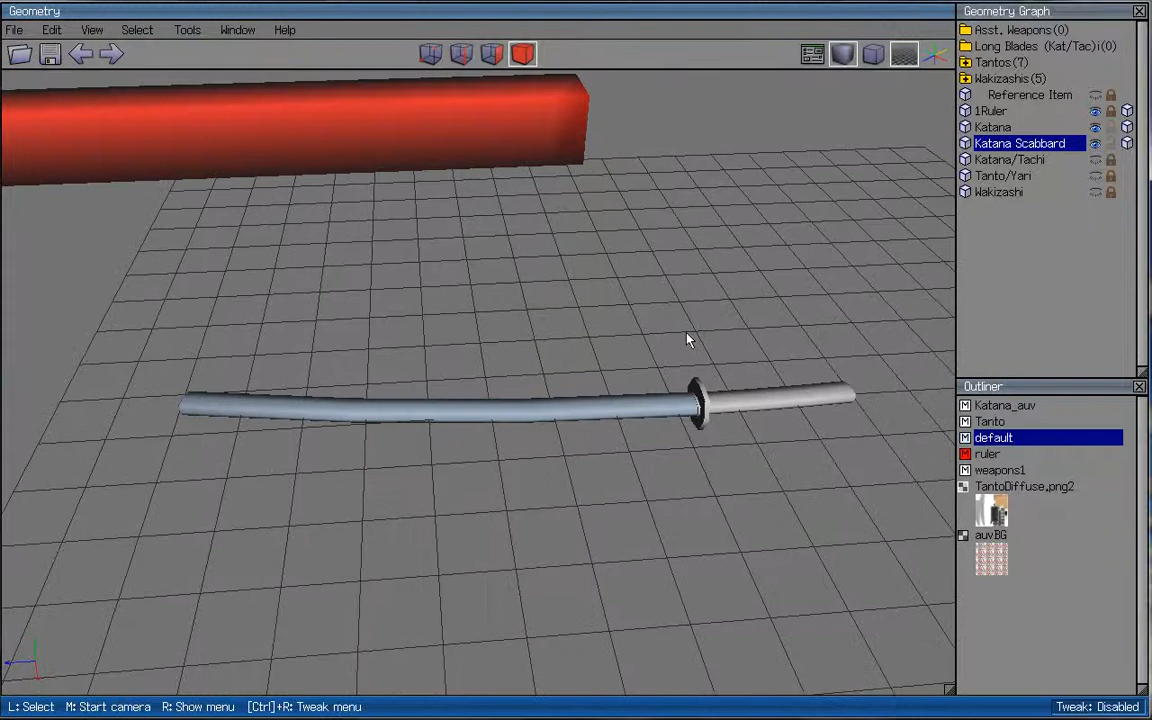 Geometry
File Edit View Select Tools Window Help
Geometry Graph
Asst. Weapons(0)
Long Blades (Kat/Tac)i(0)
Tantos(7)
Wakizashis(5)
Reference Item
1Ruler
Katana
Katana Scabbard
Katana/Tachi
Tanto/Yari
Wakizashi
Outliner
Katana_auv
Tanto
default
ruler
weapons1
TantoDiffuse.png2
auvBG
L: Select M: Start camera R: Show menu [Ctrl]+R: Tweak menu
Tweak: Disabled